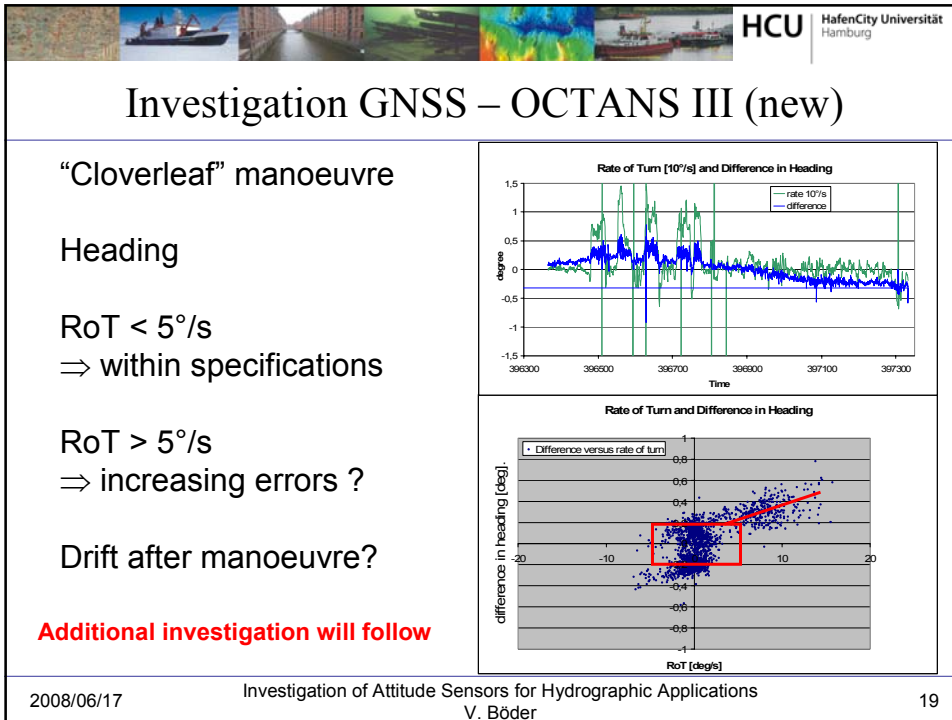 HCU HafenCity Universität
Hamburg
Investigation GNSS – OCTANS III (new)
“Cloverleaf” manoeuvre
Heading
RoT < 5°/s
⇒ within specifications
RoT > 5°/s
⇒ increasing errors ?
Drift after manoeuvre?
Additional investigation will follow
Rate of Turn [10°/s] and Difference in Heading
rate 10°/s
difference
degree
1,5
1
0,5
0
-0,5
-1
-1,5
396300 396500 396700 396900 397100 397300
Time
Rate of Turn and Difference in Heading
Difference versus rate of turn
difference in heading [deg].
1
0,8
0,6
0,4
0,2
-20 -10 0 10 20
-0,4
-0,6
-0,8
-1
RoT [deg/s]
2008/06/17
Investigation of Attitude Sensors for Hydrographic Applications
V. Böder
19